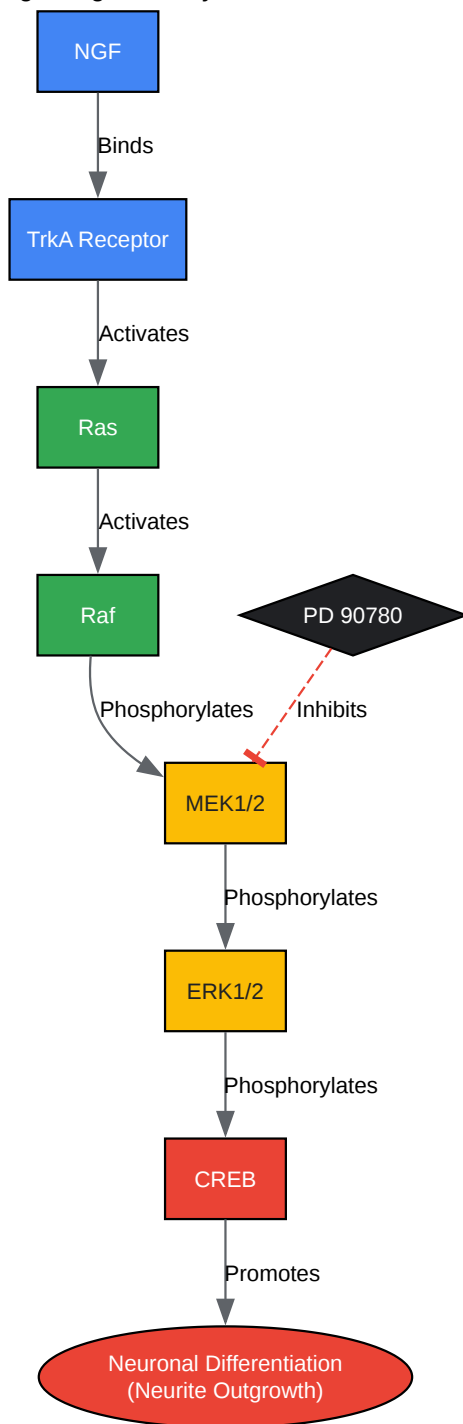 NGF
Binds
TrkA Receptor
Activates
Ras
Activates
Raf
PD 90780
Phosphorylates
Inhibits
MEK1/2
Phosphorylates
ERK1/2
Phosphorylates
CREB
Promotes
Neuronal Differentiation
(Neurite Outgrowth)